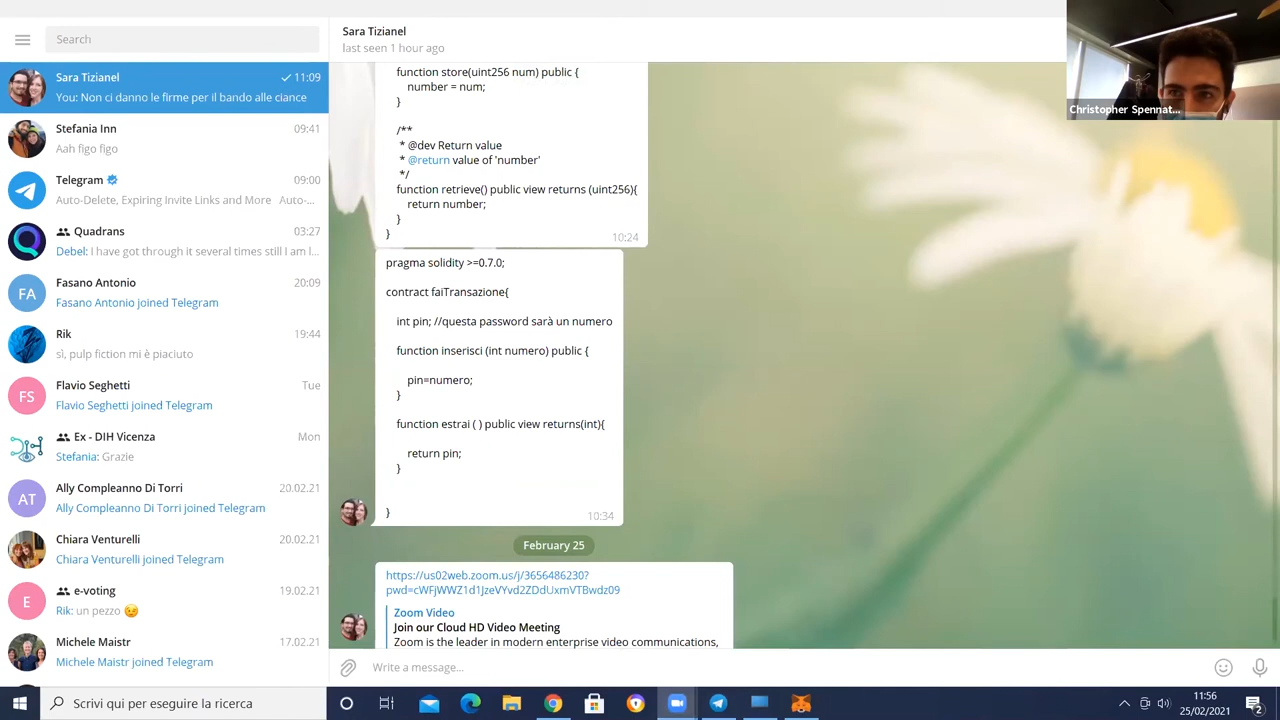 Search
Sara Tizianel
11:09
You: Non ci danno le firme per il bando alle ciance
Stefania Inn
09:41
Aah figo figo
Telegram
09:00
Auto-Delete, Expiring Invite Links and More Auto-...
Quadrans
03:27
Debel: I have got through it several times still I am l...
FA
Fasano Antonio
20:09
Fasano Antonio joined Telegram
Rik
19:44
sì, pulp fiction mi è piaciuto
FS
Flavio Seghetti
Tue
Flavio Seghetti joined Telegram
Ex - DIH Vicenza
Mon
Stefania: Grazie
AT
Ally Compleanno Di Torri
20.02.21
Ally Compleanno Di Torri joined Telegram
Chiara Venturelli
20.02.21
Chiara Venturelli joined Telegram
E
e-voting
19.02.21
Rik: un pezzo 😉
Michele Maistr
17.02.21
Michele Maistr joined Telegram
Sara Tizianel
last seen 1 hour ago
function store(uint256 num) public {
number = num;
}
/**
* @dev Return value
* @return value of 'number'
*/
function retrieve() public view returns (uint256){
return number;
}
}
10:24
pragma solidity >=0.7.0;
contract faiTransazione{
int pin; //questa password sarà un numero
function inserisci (int numero) public {
pin=numero;
}
function estrai ( ) public view returns(int){
return pin;
}
}
10:34
February 25
https://us02web.zoom.us/j/3656486230?
pwd=cWFjWWZ1d1JzeVYvd2ZDdUxmVTBwdz09
Zoom Video
Join our Cloud HD Video Meeting
Zoom is the leader in modern enterprise video communications,
Write a message...
Christopher Spennat...
Scrivi qui per eseguire la ricerca
11:56
25/02/2021
2